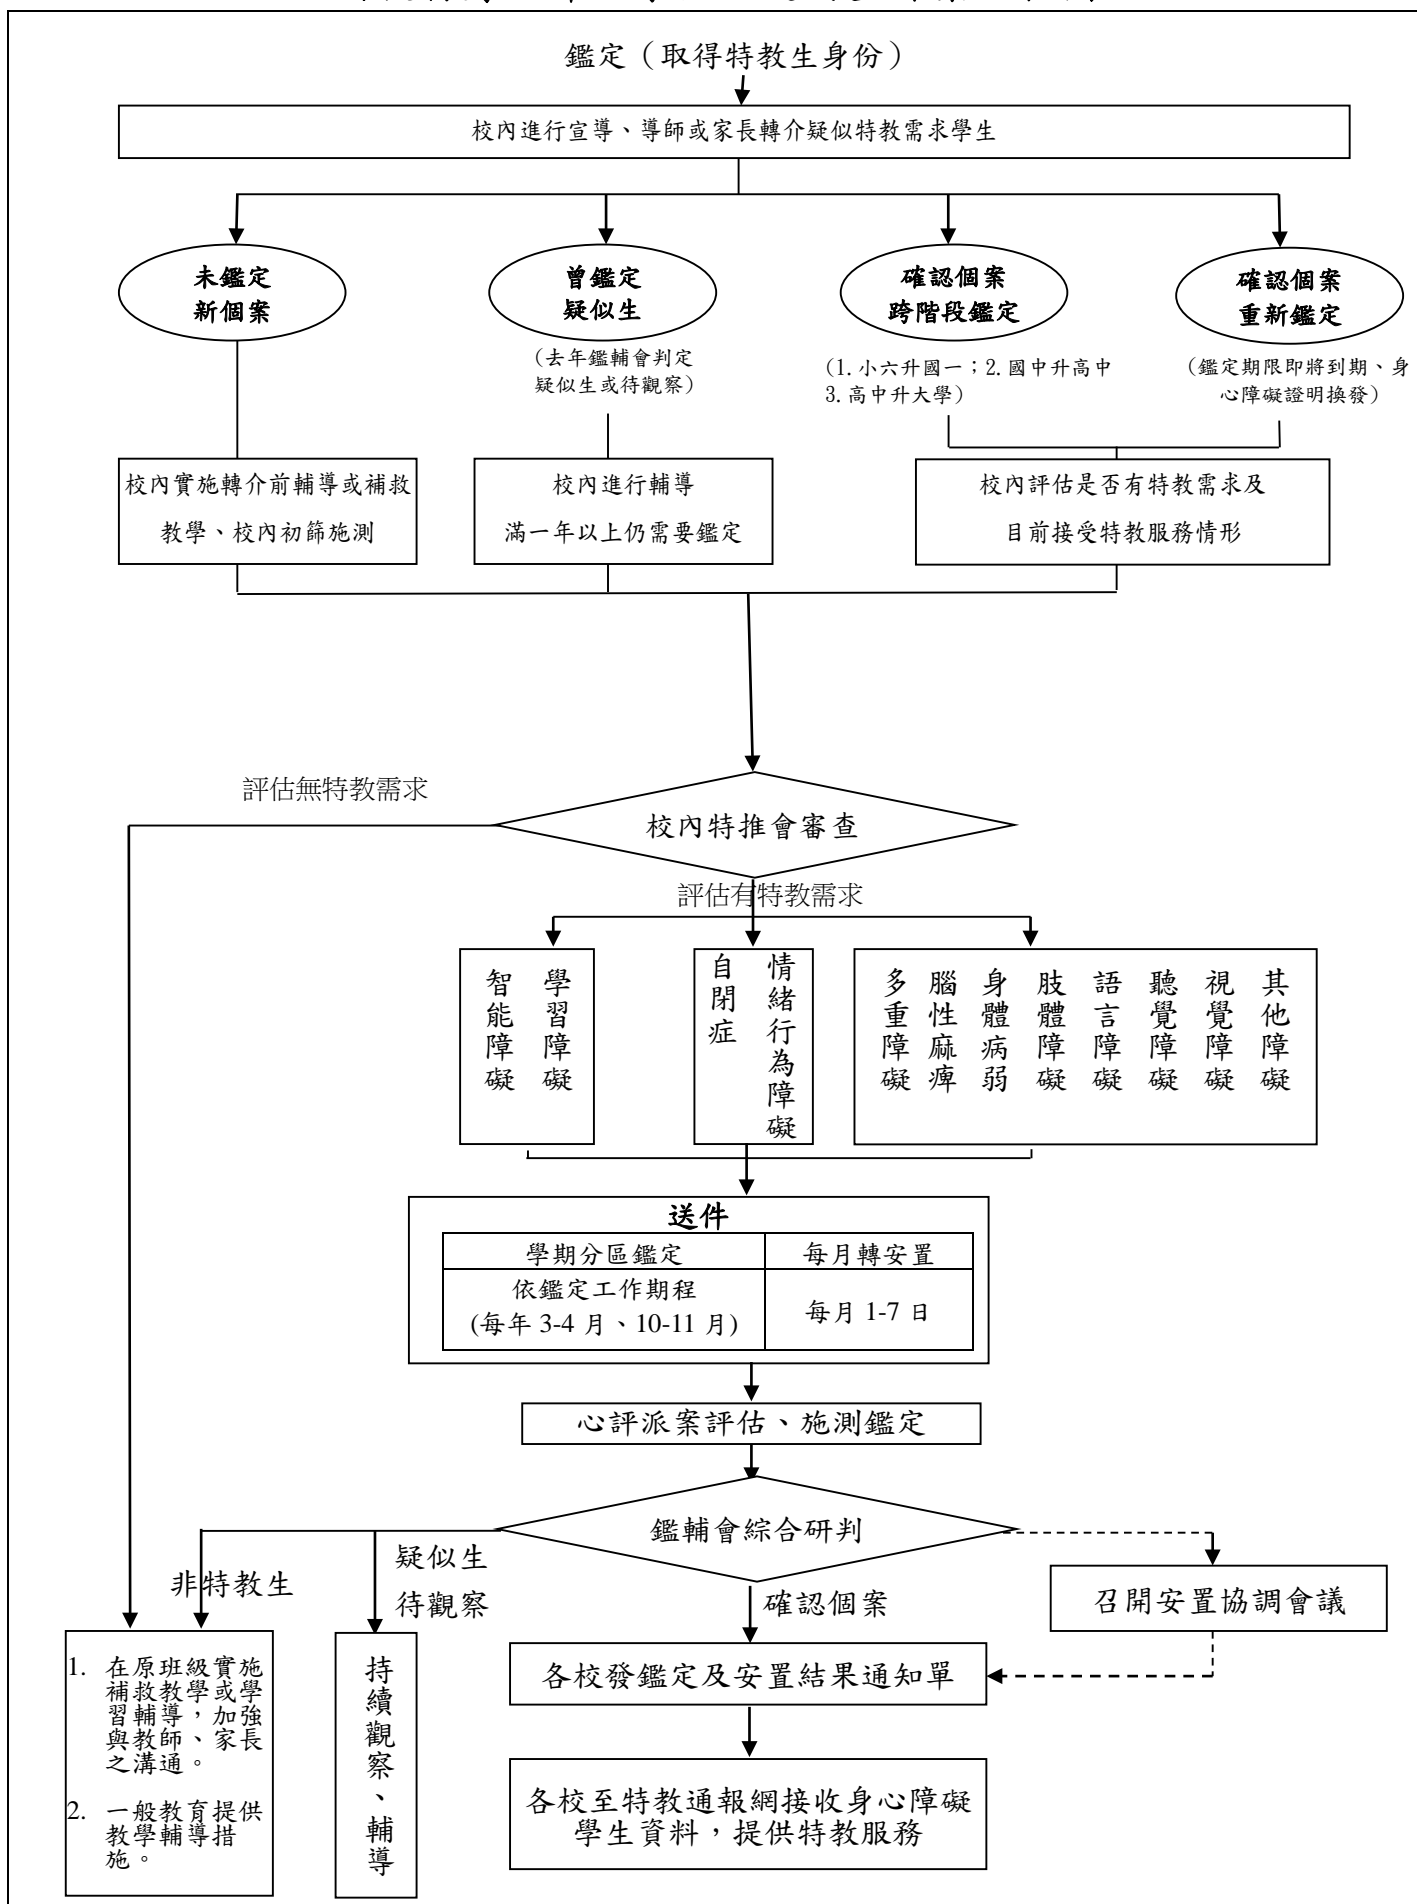 鑑定（取得特教生身份）
校內進行宣導、導師或家長轉介疑似特教需求學生
未鑑定
新個案
曾鑑定
疑似生
（去年鑑輔會判定
疑似生或待觀察）
確認個案
跨階段鑑定
（1.小六升國一；2.國中升高中
3.高中升大學）
確認個案
重新鑑定
（鑑定期限即將到期、身
心障礙證明換發）
校內實施轉介前輔導或補救
教學、校內初篩施測
校內進行輔導
滿一年以上仍需要鑑定
校內評估是否有特教需求及
目前接受特教服務情形
評估無特教需求
校內特推會審查
評估有特教需求
智能障礙
學習障礙
自閉症
情緒行為障礙
多重障礙
腦性麻痺
身體病弱
肢體障礙
語言障礙
聽覺障礙
視覺障礙
其他障礙
送件
學期分區鑑定
每月轉安置
依鑑定工作期程
(每年 3-4 月、10-11 月)
每月 1-7 日
心評派案評估、施測鑑定
鑑輔會綜合研判
非特教生
疑似生
待觀察
確認個案
召開安置協調會議
1. 在原班級實施
補救教學或學
習輔導，加強
與教師、家長
之溝通。
2. 一般教育提供
教學輔導措
施。
持續觀察、輔導
各校發鑑定及安置結果通知單
各校至特教通報網接收身心障礙
學生資料，提供特教服務